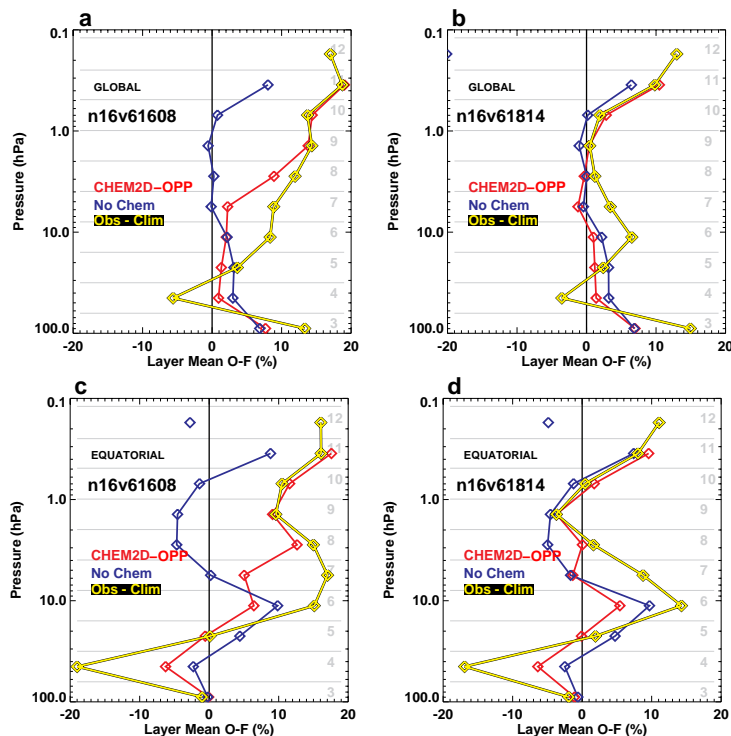 a
0.1
1.0
10.0
100.0
Pressure (hPa)
GLOBAL
n16v61608
CHEM2D–OPP
No Chem
Obs - Clim
12
11
10
9
8
7
6
5
4
3
-20 -10 0 10 20
Layer Mean O-F (%)
b
0.1
1.0
10.0
100.0
Pressure (hPa)
GLOBAL
n16v61814
CHEM2D–OPP
No Chem
Obs - Clim
12
11
10
9
8
7
6
5
4
3
-20 -10 0 10 20
Layer Mean O-F (%)
c
0.1
1.0
10.0
100.0
Pressure (hPa)
EQUATORIAL
n16v61608
CHEM2D–OPP
No Chem
Obs - Clim
12
11
10
9
8
7
6
5
4
3
-20 -10 0 10 20
Layer Mean O-F (%)
d
0.1
1.0
10.0
100.0
Pressure (hPa)
EQUATORIAL
n16v61814
CHEM2D–OPP
No Chem
Obs - Clim
12
11
10
9
8
7
6
5
4
3
-20 -10 0 10 20
Layer Mean O-F (%)